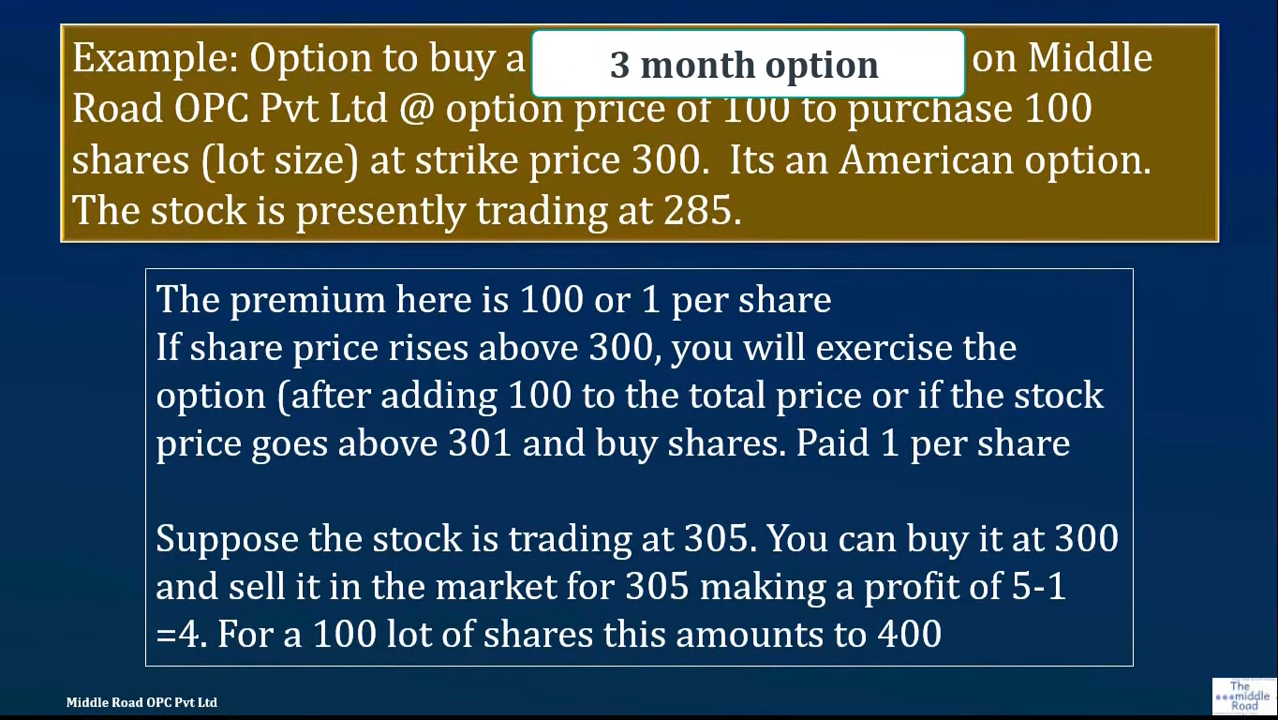 Example: Option to buy a 3 month option on Middle
Road OPC Pvt Ltd @ option price of 100 to purchase 100
shares (lot size) at strike price 300. Its an American option.
The stock is presently trading at 285.
The premium here is 100 or 1 per share
If share price rises above 300, you will exercise the
option (after adding 100 to the total price or if the stock
price goes above 301 and buy shares. Paid 1 per share
Suppose the stock is trading at 305. You can buy it at 300
and sell it in the market for 305 making a profit of 5-1
=4. For a 100 lot of shares this amounts to 400
Middle Road OPC Pvt Ltd
The
middle
Road